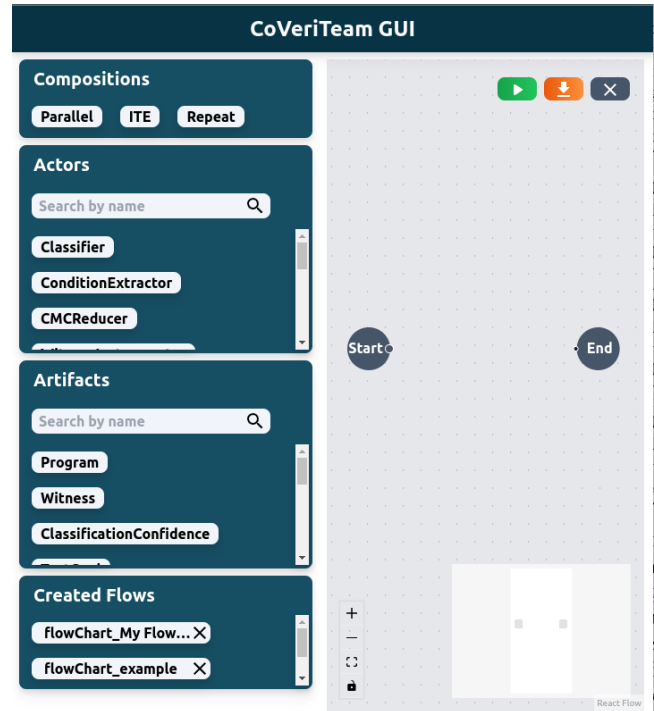 CoVeriTeam GUI
Compositions
Parallel ITE Repeat
Actors
Search by name
Classifier
ConditionExtractor
CMCReducer
Artifacts
Search by name
Program
Witness
ClassificationConfidence
Created Flows
flowChart_My Flow...
flowChart_example
Start
End
React Flow